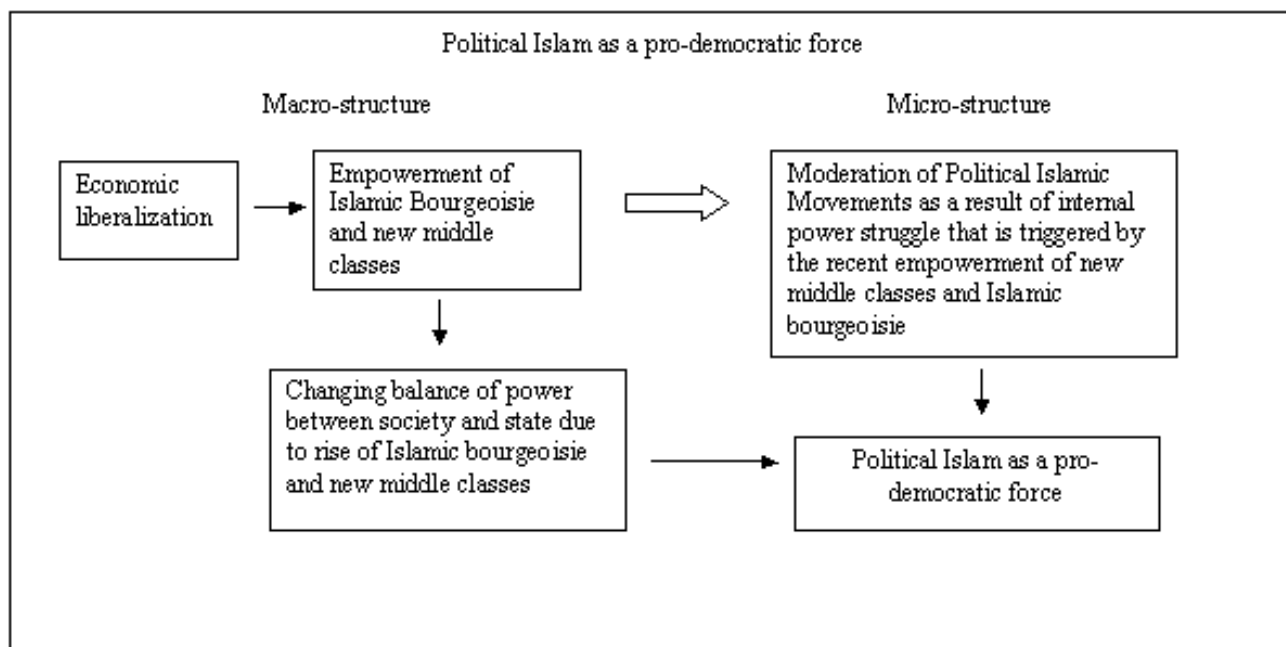 Political Islam as a pro-democratic force
Macro-structure
Micro-structure
Economic
liberalization
Empowerment of
Islamic Bourgeoisie
and new middle
classes
Moderation of Political Islamic
Movements as a result of internal
power struggle that is triggered by
the recent empowerment of new
middle classes and Islamic
bourgeoisie
Changing balance of power
between society and state due
to rise of Islamic bourgeoisie
and new middle classes
Political Islam as a pro-
democratic force